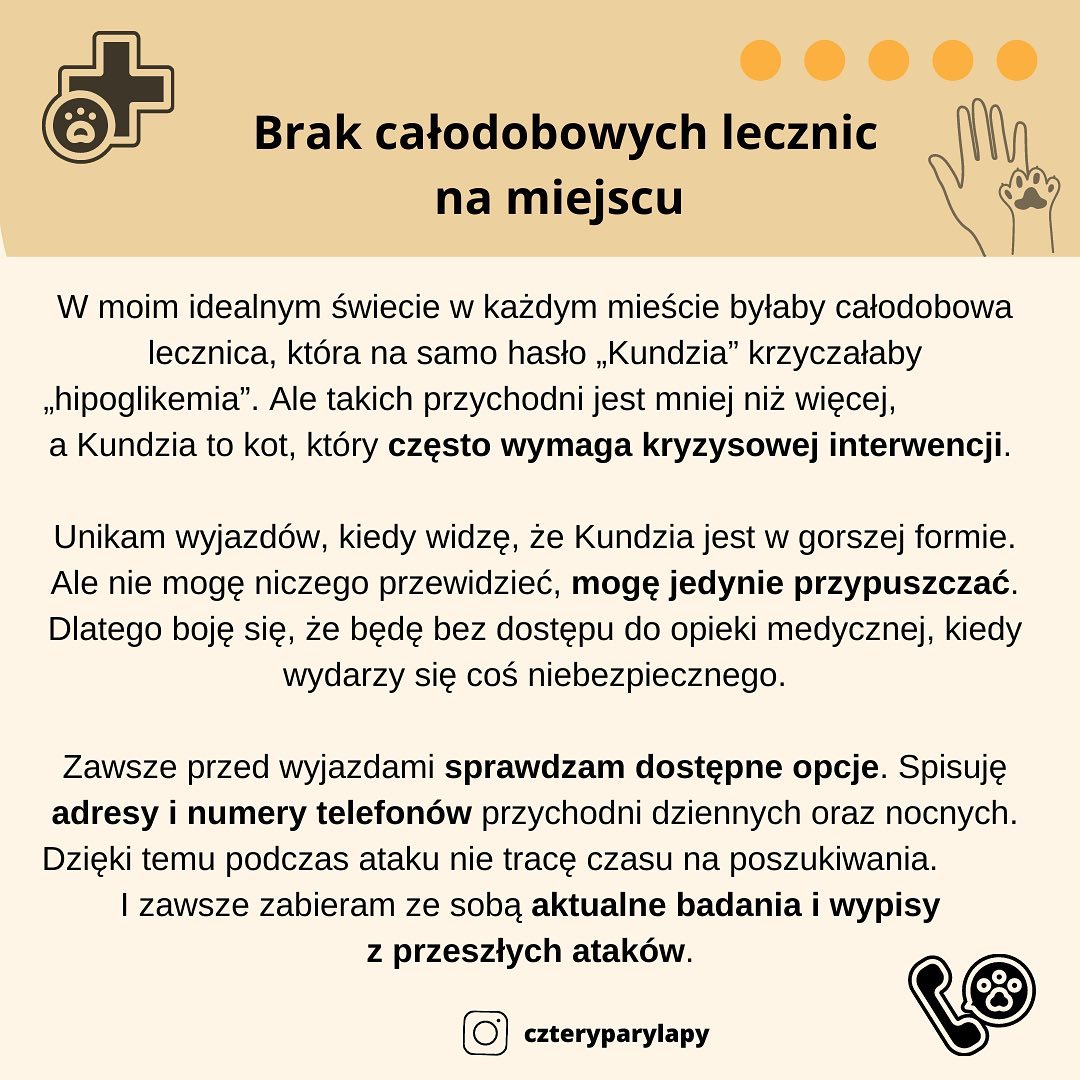 Brak całodobowych lecznic
na miejscu
W moim idealnym świecie w każdym mieście byłaby całodobowa
lecznica, która na samo hasło „Kundzia” krzyczałaby
„hipoglikemia”. Ale takich przychodni jest mniej niż więcej,
a Kundzia to kot, który często wymaga kryzysowej interwencji.
Unikam wyjazdów, kiedy widzę, że Kundzia jest w gorszej formie.
Ale nie mogę niczego przewidzieć, mogę jedynie przypuszczać.
Dlatego boję się, że będę bez dostępu do opieki medycznej, kiedy
wydarzy się coś niebezpiecznego.
Zawsze przed wyjazdami sprawdzam dostępne opcje. Spisuję
adresy i numery telefonów przychodni dziennych oraz nocnych.
Dzięki temu podczas ataku nie tracę czasu na poszukiwania.
I zawsze zabieram ze sobą aktualne badania i wypisy
z przeszłych ataków.
czteryparylapy